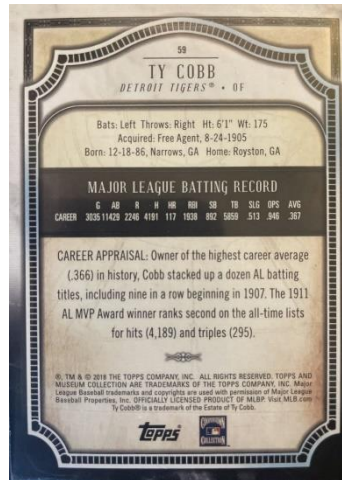 59
TY COBB
DETROIT TIGERS® • OF
Bats: Left Throws: Right Ht: 6'1" Wt: 175
Acquired: Free Agent, 8-24-1905
Born: 12-18-86, Narrows, GA Home: Royston, GA
MAJOR LEAGUE BATTING RECORD
G AB R H HR RBI SB TB SLG OPS AVG
CAREER 3035 11429 2246 4191 117 1938 892 5859 .513 .946 .367
CAREER APPRAISAL: Owner of the highest career average
(.366) in history, Cobb stacked up a dozen AL batting
titles, including nine in a row beginning in 1907. The 1911
AL MVP Award winner ranks second on the all-time lists
for hits (4,189) and triples (295).
®, TM & © 2018 THE TOPPS COMPANY, INC. ALL RIGHTS RESERVED. TOPPS AND
MUSEUM COLLECTION ARE TRADEMARKS OF THE TOPPS COMPANY, INC. Major
League Baseball trademarks and copyrights are used with permission of Major League
Baseball Properties, Inc. OFFICIALLY LICENSED PRODUCT OF MLBP. Visit MLB.com
Ty Cobb® is a trademark of the Estate of Ty Cobb.
topps COOPERSTOWN COLLECTION